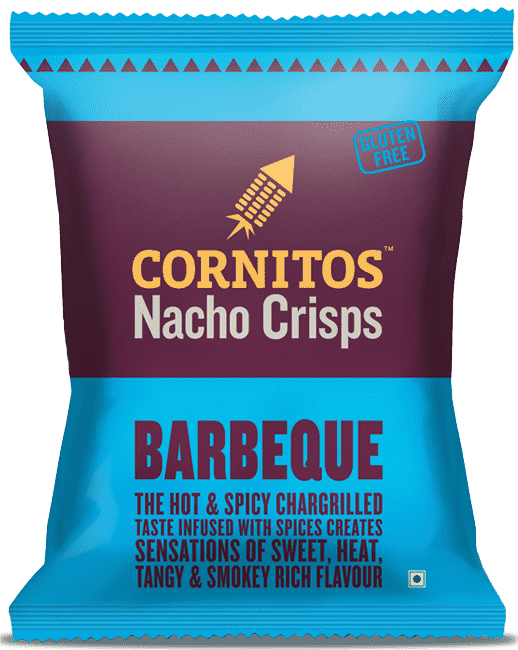 GLUTEN
FREE
CORNITOS™
Nacho Crisps
BARBEQUE
THE HOT & SPICY CHARGRILLED
TASTE INFUSED WITH SPICES CREATES
SENSATIONS OF SWEET, HEAT,
TANGY & SMOKEY RICH FLAVOUR